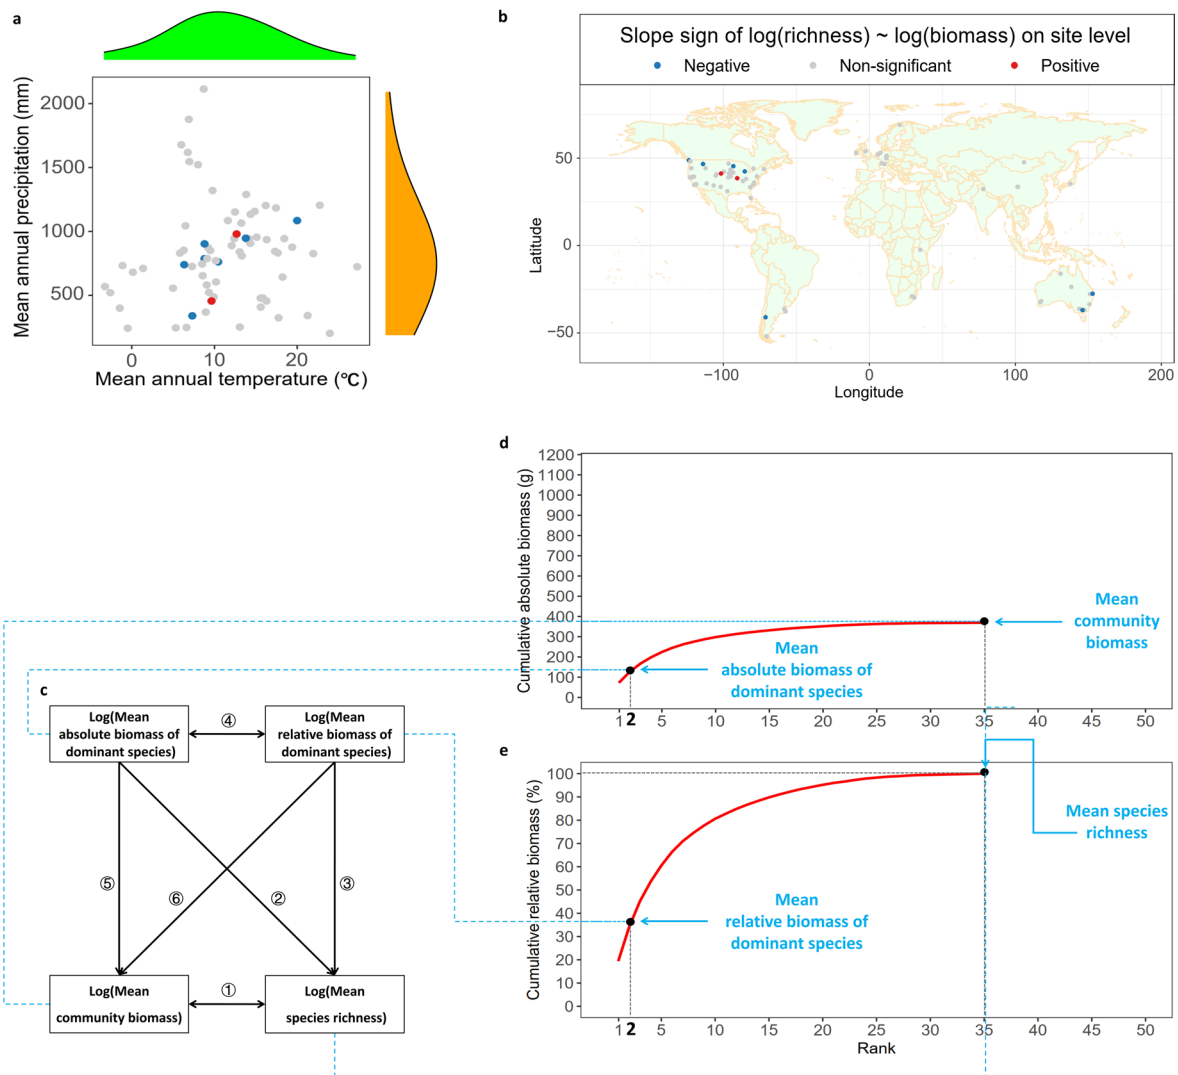 a
Mean annual precipitation (mm)
2000
1500
1000
500
0
10
20
Mean annual temperature (℃)
b
Slope sign of log(richness) ~ log(biomass) on site level
Negative
Non-significant
Positive
Latitude
50
0
−50
−100
0
100
200
Longitude
c
Log(Mean
absolute biomass of
dominant species)
④
Log(Mean
relative biomass of
dominant species)
⑤
⑥
②
③
Log(Mean
community biomass)
①
Log(Mean
species richness)
d
Cumulative absolute biomass (g)
1200
1100
1000
900
800
700
600
500
400
300
200
100
0
Mean
community
biomass
Mean
absolute biomass of
dominant species
1
2
5
10
15
20
25
30
35
40
45
50
e
Cumulative relative biomass (%)
100
90
80
70
60
50
40
30
20
10
0
Mean species
richness
Mean
relative biomass of
dominant species
1
2
5
10
15
20
25
30
35
40
45
50
Rank